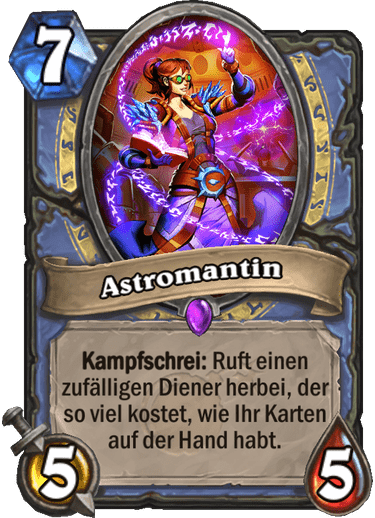 7
Astromantin
Kampfschrei: Ruft einen
zufälligen Diener herbei, der
so viel kostet, wie Ihr Karten
auf der Hand habt.
5
5